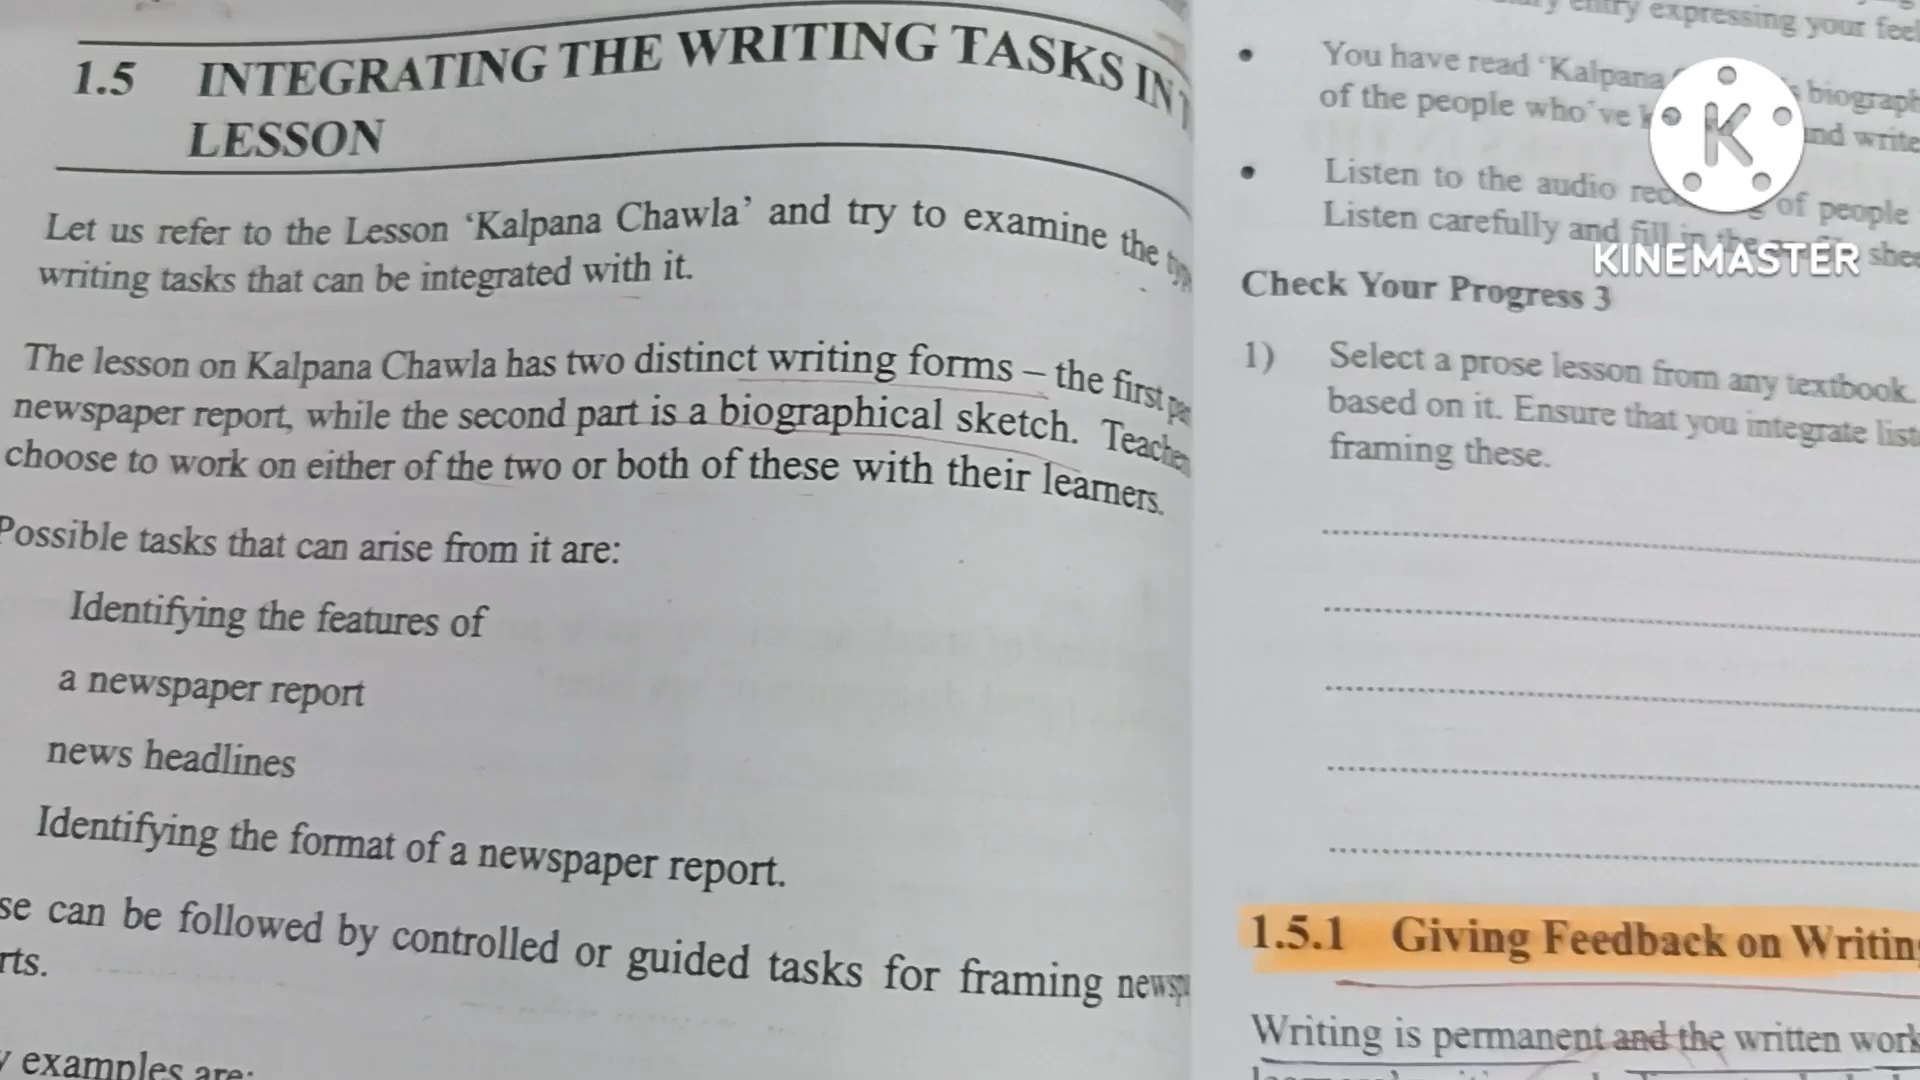 1.5 INTEGRATING THE WRITING TASKS IN
LESSON
Let us refer to the Lesson ‘Kalpana Chawla’ and try to examine the
writing tasks that can be integrated with it.
The lesson on Kalpana Chawla has two distinct writing forms – the first
newspaper report, while the second part is a biographical sketch. Teachers
choose to work on either of the two or both of these with their learners.
Possible tasks that can arise from it are:
Identifying the features of
a newspaper report
news headlines
Identifying the format of a newspaper report.
se can be followed by controlled or guided tasks for framing
rts.
examples are:
entry expressing your
You have read ‘Kalpana biograph
of the people who’ve and write
Listen to the audio of people
Listen carefully and fill in the
KINEMASTER
Check Your Progress 3
1) Select a prose lesson from any textbook.
based on it. Ensure that you integrate
framing these.
1.5.1 Giving Feedback on Writing
Writing is permanent and the written work